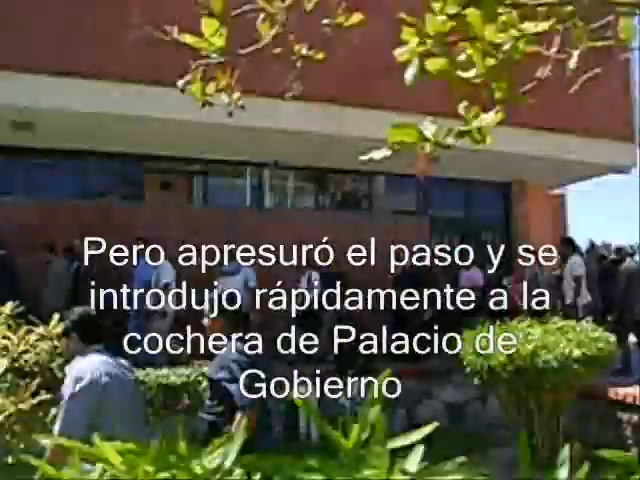 Pero apresuró el paso y se
introdujo rápidamente a la
cochera de Palacio de
Gobierno